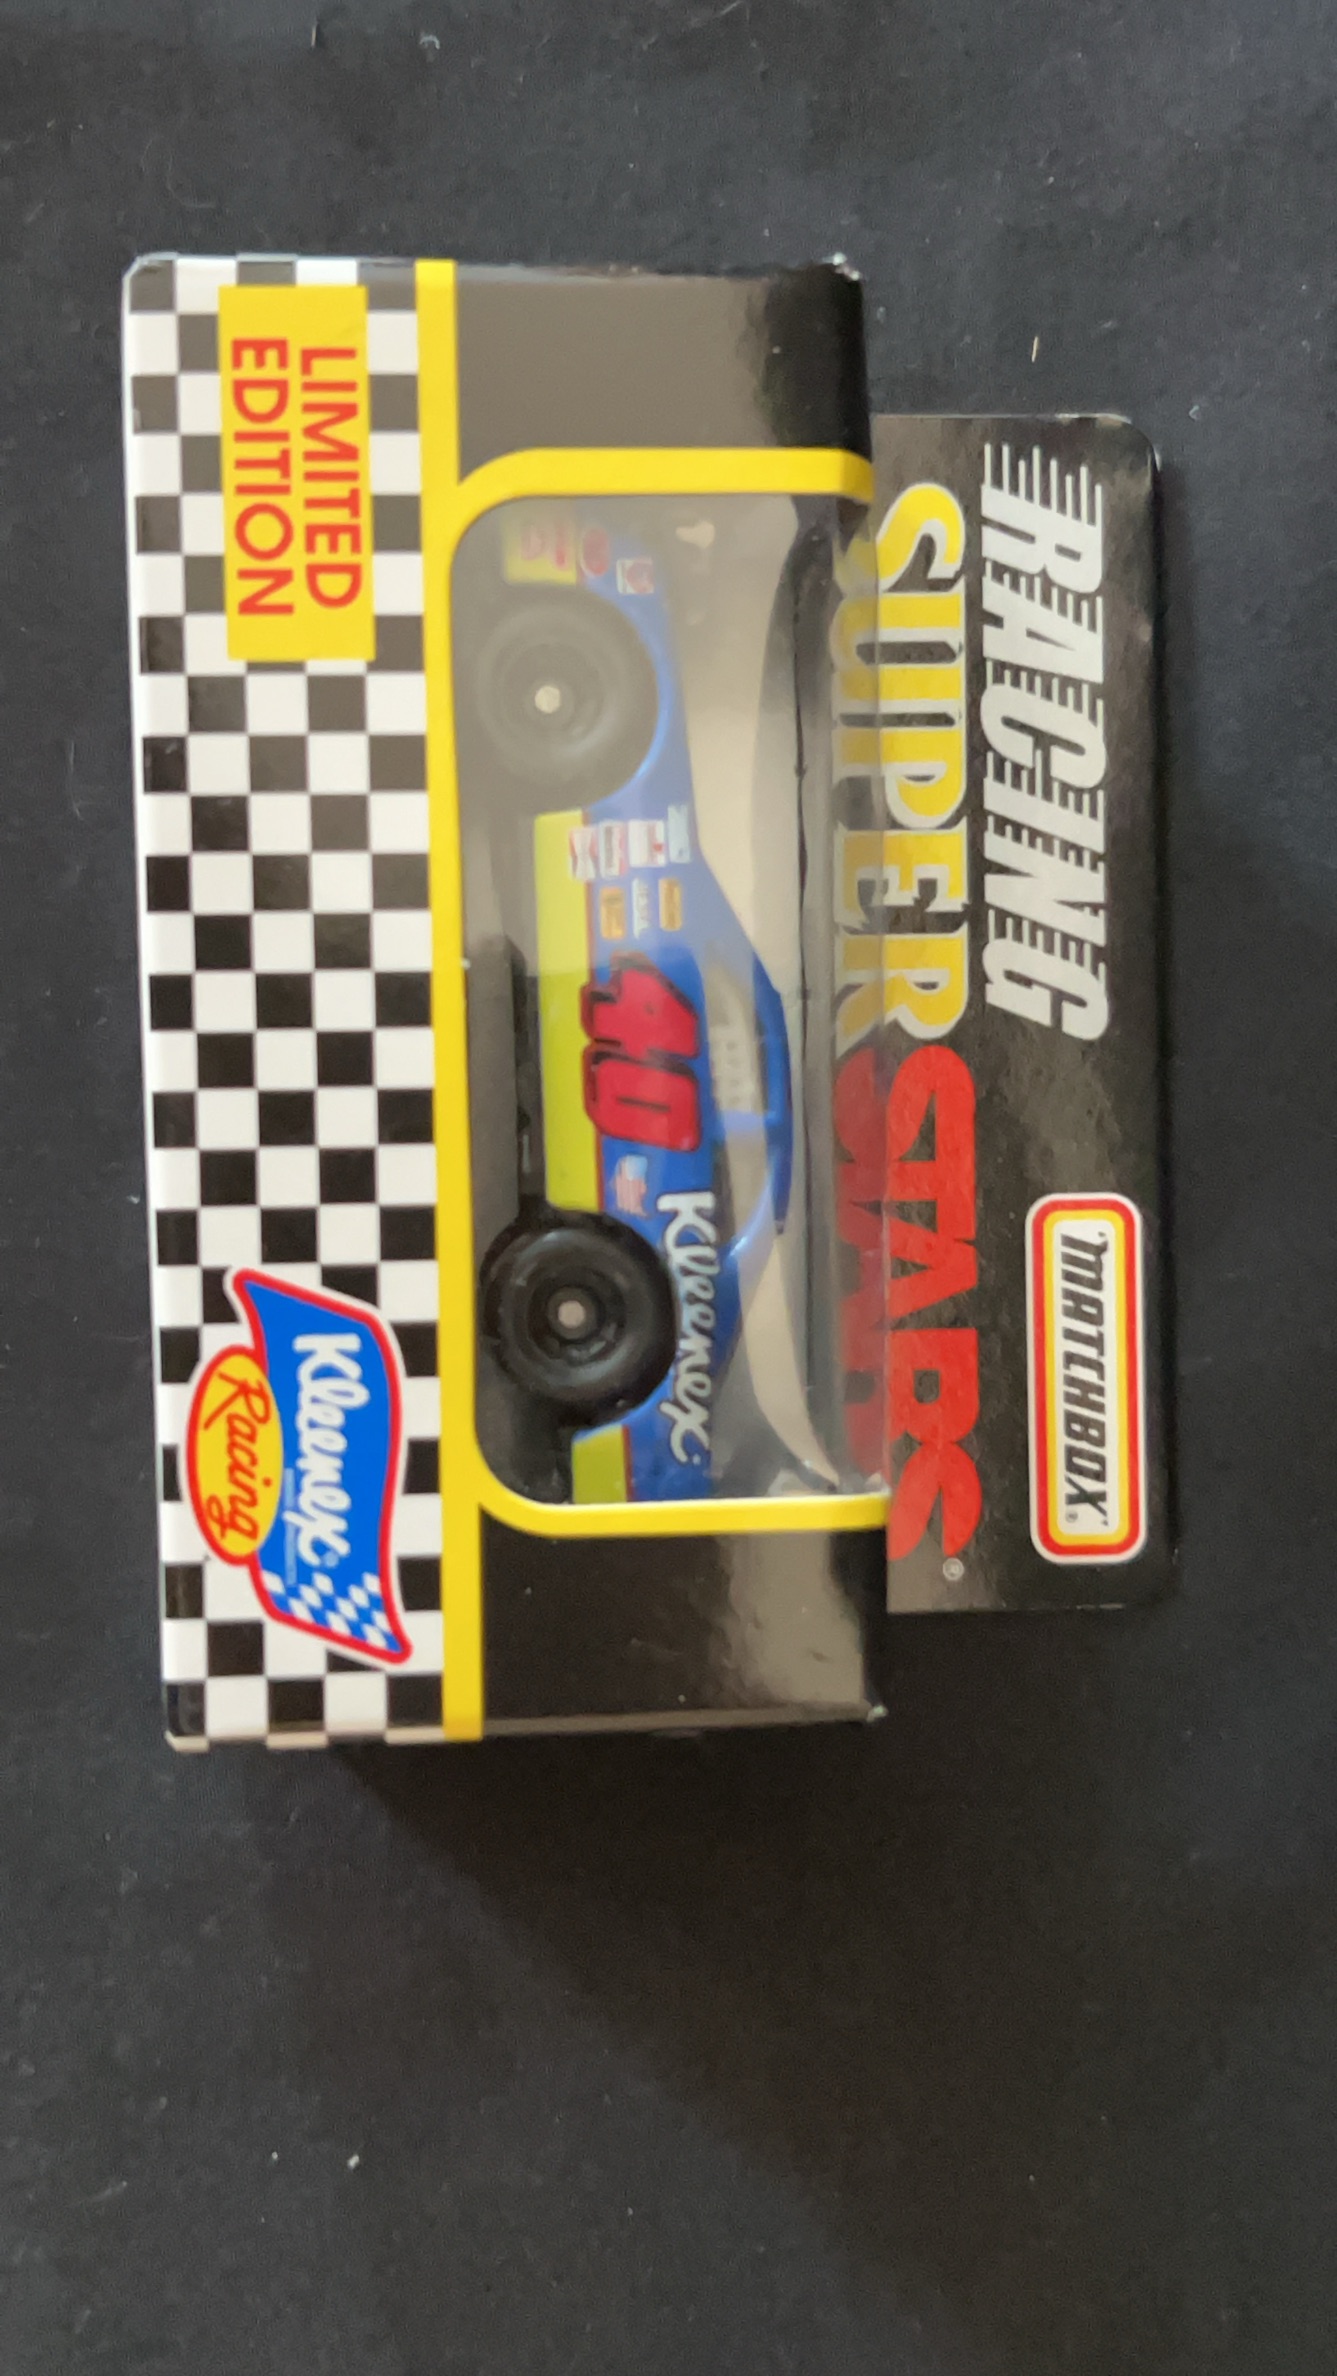 RACING
MATCHBOX®
SUPER STARS®
40
Kleenex
LIMITED
EDITION
Kleenex®
Racing